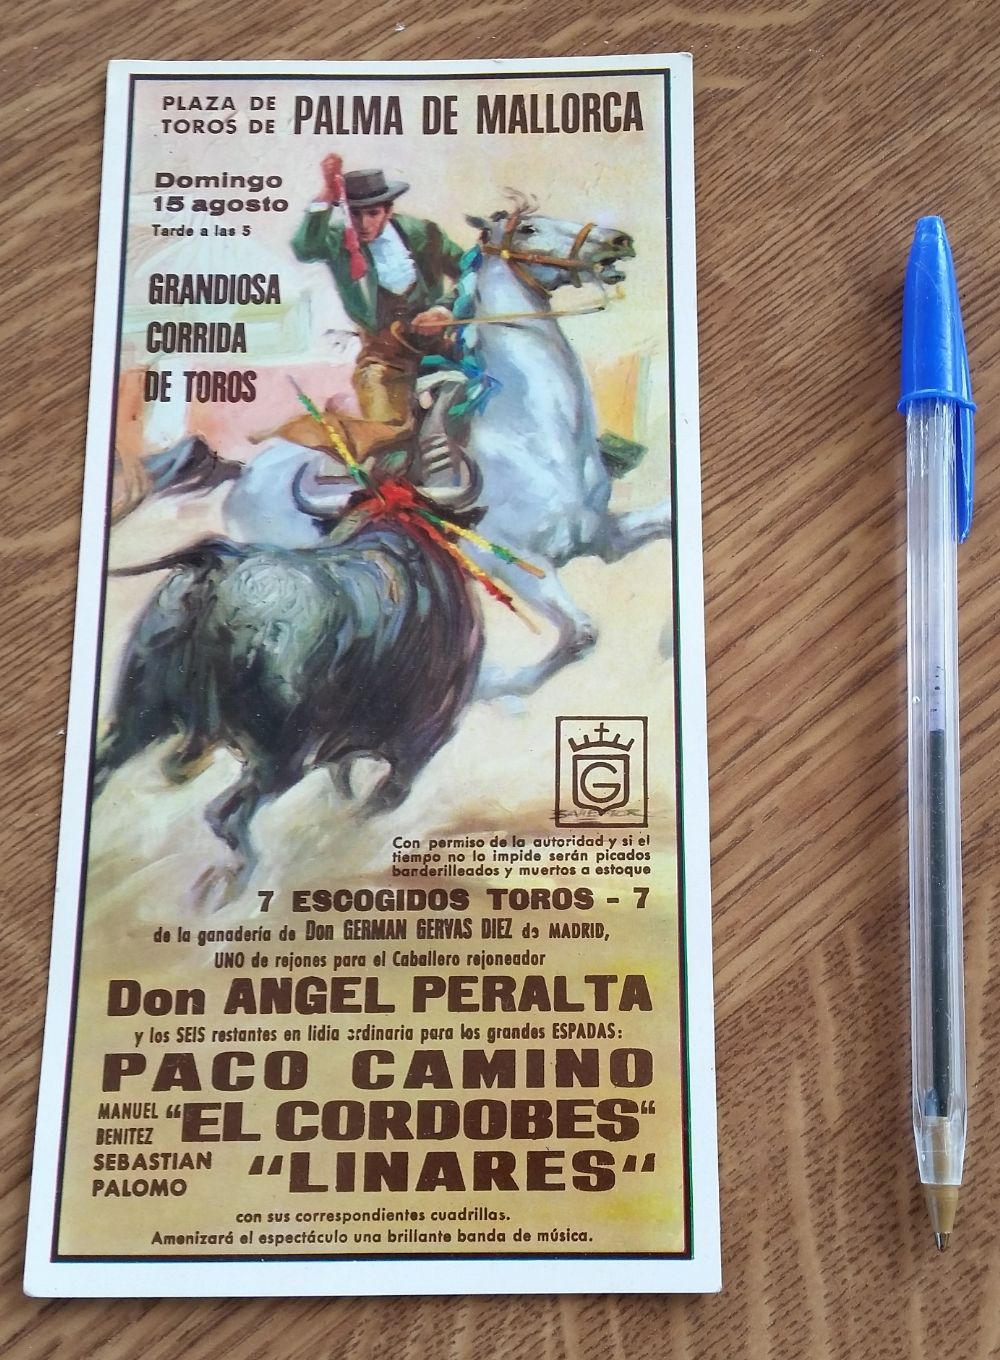 PLAZA DE
TOROS DE PALMA DE MALLORCA
Domingo
15 agosto
Tarde a las 5
GRANDIOSA
CORRIDA
DE TOROS
G
Con permiso de la autoridad y si el
tiempo no lo impide serán picados
banderilleados y muertos a estoque
7 ESCOGIDOS TOROS - 7
de la ganadería de Don GERMAN GERVAS DIEZ de MADRID,
UNO de rejones para el Caballero rejoneador
Don ANGEL PERALTA
y los SEIS restantes en lidia ordinaria para los grandes ESPADAS:
PACO CAMINO
MANUEL BENITEZ "EL CORDOBES"
SEBASTIAN PALOMO "LINARES"
con sus correspondientes cuadrillas.
Amenizará el espectáculo una brillante banda de música.